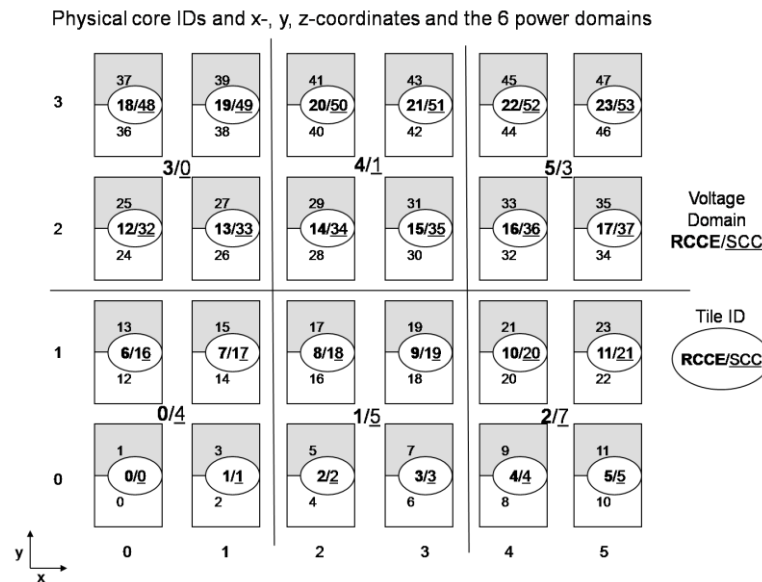 Physical core IDs and x-, y, z-coordinates and the 6 power domains
37 39 41 43 45 47
3 18/48 19/49 20/50 21/51 22/52 23/53
36 38 40 42 44 46
3/0 4/1 5/3
25 27 29 31 33 35
2 12/32 13/33 14/34 15/35 16/36 17/37
24 26 28 30 32 34
Voltage
Domain
RCCE/SCC
13 15 17 19 21 23
1 6/16 7/17 8/18 9/19 10/20 11/21
12 14 16 18 20 22
Tile ID
RCCE/SCC
0/4 1/5 2/7
1 3 5 7 9 11
0 0/0 1/1 2/2 3/3 4/4 5/5
0 2 4 6 8 10
y
x
0 1 2 3 4 5